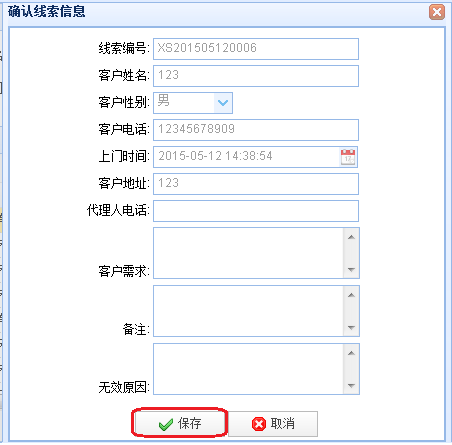 确认线索信息
线索编号: XS201505120006
客户姓名: 123
客户性别: 男
客户电话: 12345678909
上门时间: 2015-05-12 14:38:54
客户地址: 123
代理人电话:
客户需求:
备注:
无效原因:
保存 取消